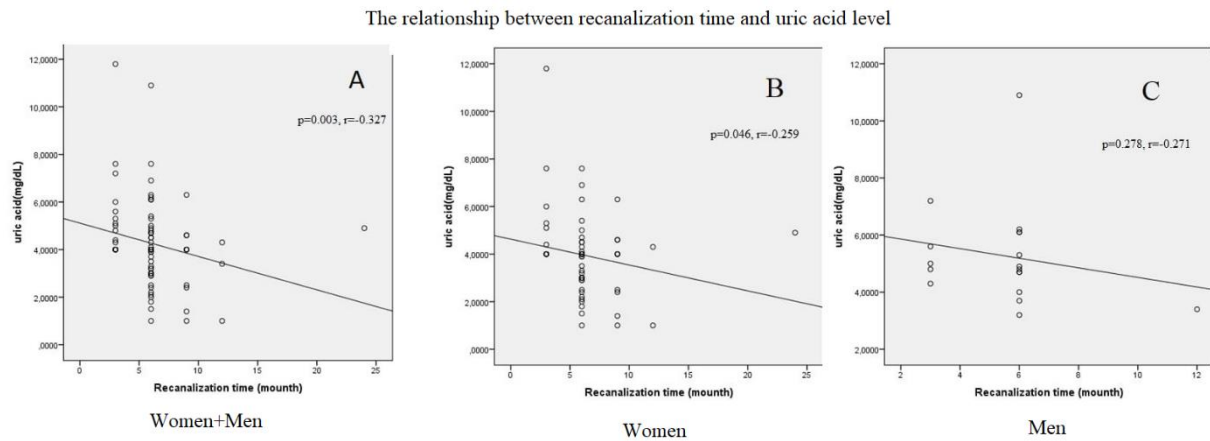 The relationship between recanalization time and uric acid level
A
p=0.003, r=-0.327
12,0000
10,0000
8,0000
6,0000
4,0000
2,0000
,0000
uric acid(mg/dL)
0 5 10 15 20 25
Recanalization time (mounth)
Women+Men
B
p=0.046, r=-0.259
12,0000
10,0000
8,0000
6,0000
4,0000
2,0000
,0000
uric acid(mg/dL)
0 5 10 15 20 25
Recanalization time (mounth)
Women
C
p=0.278, r=-0.271
12,0000
10,0000
8,0000
6,0000
4,0000
2,0000
uric acid(mg/dL)
2 4 6 8 10 12
Recanalization time (mounth)
Men